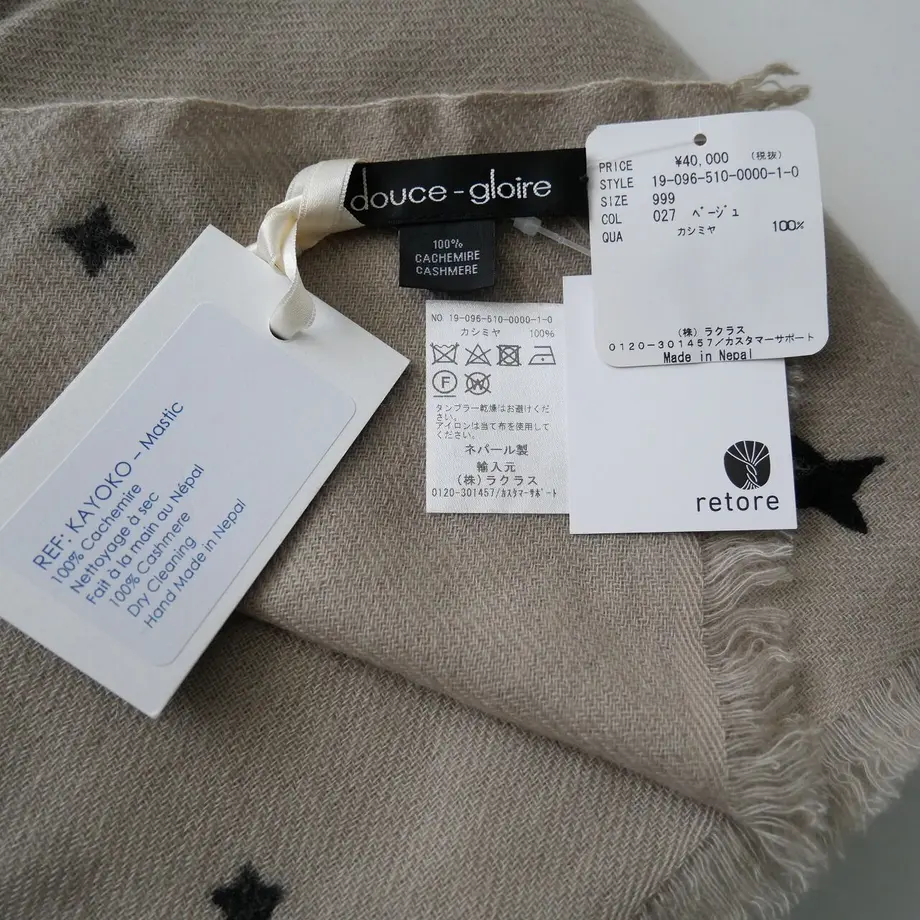 douce-gloire
100%
CACHEMIRE
CASHMERE
PRICE ¥40,000 (税抜)
STYLE 19-096-510-0000-1-0
SIZE 999
COL 027 ベージュ
QUA カシミヤ 100%
(株)ラクラス
0120-301457/カスタマーサポート
Made in Nepal
NO. 19-096-510-0000-1-0
カシミヤ 100%
タンブラー乾燥はお避けくだ
さい。
アイロンは当て布を使用して
ください。
ネパール製
輸入元
(株)ラクラス
0120-301457/カスタマーサポート
retore
REF: KAYOKO – Mastic
100% Cachemire
Nettoyage à sec
Fait à la main au Népal
100% Cashmere
Dry Cleaning
Hand Made in Nepal